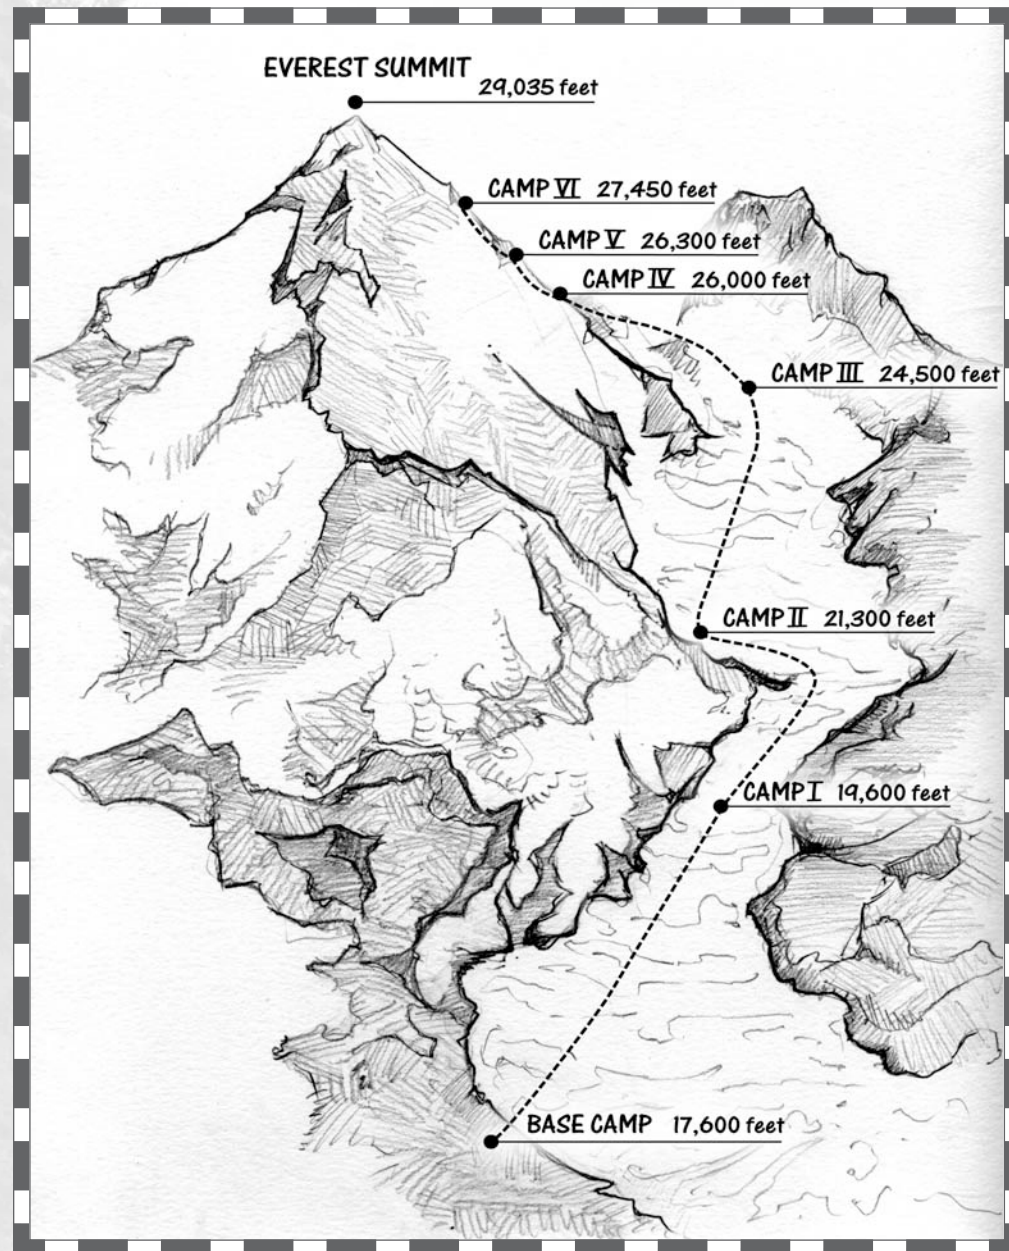 EVEREST SUMMIT
29,035 feet
CAMP VI 27,450 feet
CAMP V 26,300 feet
CAMP IV 26,000 feet
CAMP III 24,500 feet
CAMP II 21,300 feet
CAMP I 19,600 feet
BASE CAMP 17,600 feet